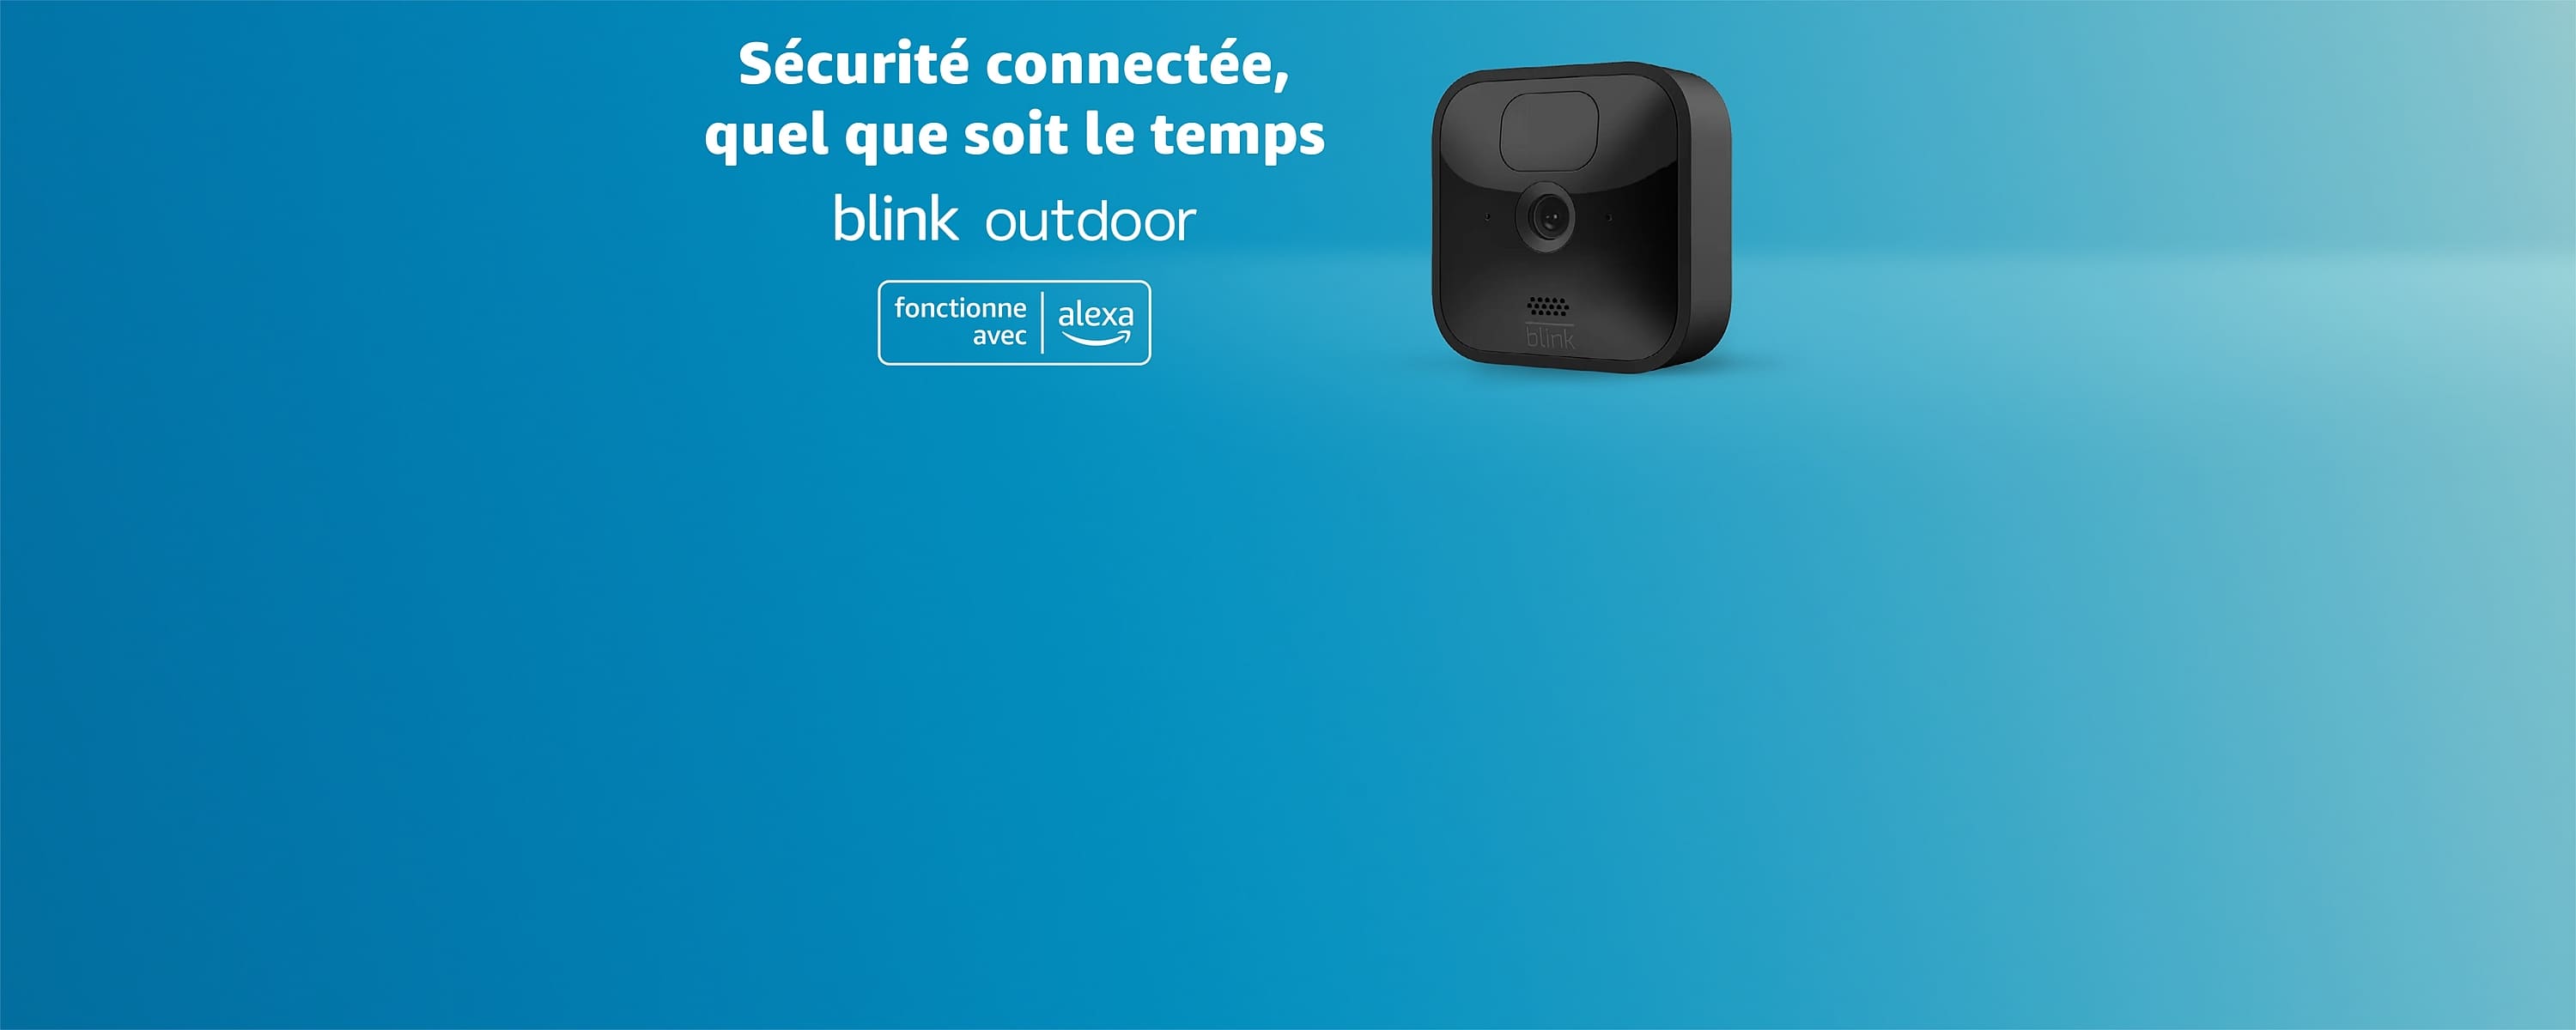 Sécurité connectée,
quel que soit le temps
blink outdoor
fonctionne
avec
alexa
blink